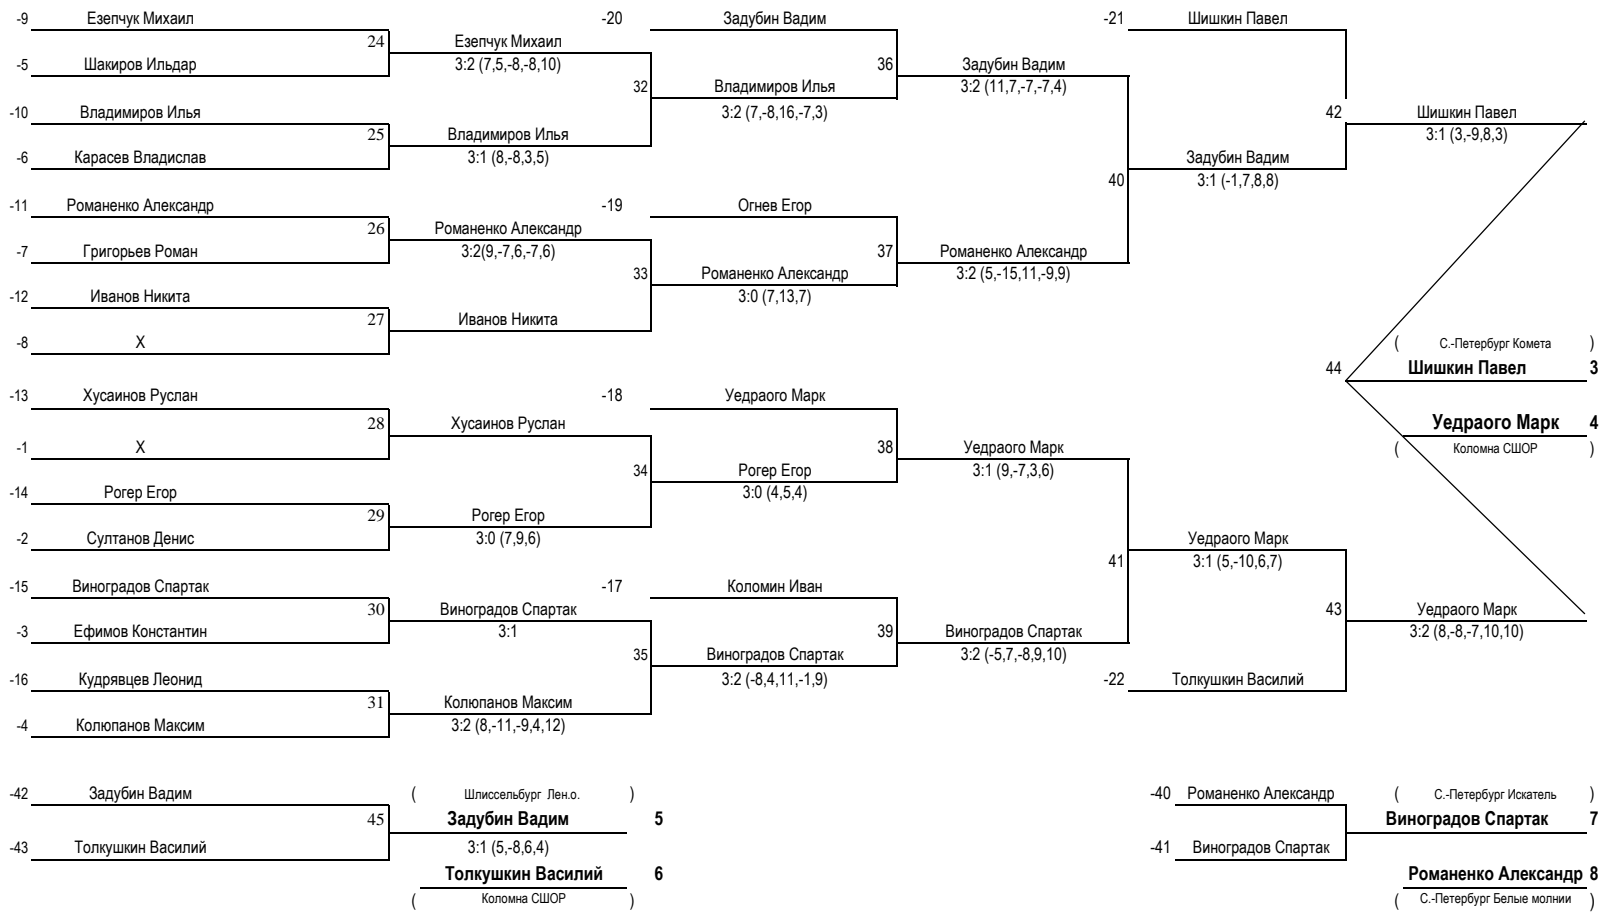 -9 Езепчук Михаил -20 Задубин Вадим -21 Шишкин Павел
24 Езепчук Михаил
-5 Шакиров Ильдар 3:2 (7,5,-8,-8,10) 36 Задубин Вадим
32 Владимиров Илья 3:2 (11,7,-7,-7,4)
-10 Владимиров Илья 3:2 (7,-8,16,-7,3) 42 Шишкин Павел
25 Владимиров Илья 3:1 (3,-9,8,3)
-6 Карасев Владислав 3:1 (8,-8,3,5) Задубин Вадим
40 3:1 (-1,7,8,8)
-11 Романенко Александр -19 Огнев Егор
26 Романенко Александр
-7 Григорьев Роман 3:2(9,-7,6,-7,6) 37 Романенко Александр
33 Романенко Александр 3:2 (5,-15,11,-9,9)
-12 Иванов Никита 3:0 (7,13,7)
27 Иванов Никита
-8 X ( С.-Петербург Комета )
44 Шишкин Павел 3
-13 Хусаинов Руслан -18 Уедраого Марк
28 Хусаинов Руслан Уедраого Марк 4
-1 X 38 Уедраого Марк ( Коломна СШОР )
34 Рогер Егор 3:1 (9,-7,3,6)
-14 Рогер Егор 3:0 (4,5,4)
29 Рогер Егор
-2 Султанов Денис 3:0 (7,9,6) Уедраого Марк
41 3:1 (5,-10,6,7)
-15 Виноградов Спартак -17 Коломин Иван
30 Виноградов Спартак 43 Уедраого Марк
-3 Ефимов Константин 3:1 39 Виноградов Спартак 3:2 (8,-8,-7,10,10)
35 Виноградов Спартак 3:2 (-5,7,-8,9,10)
-16 Кудрявцев Леонид 3:2 (-8,4,11,-1,9) -22 Толкушкин Василий
31 Колюпанов Максим
-4 Колюпанов Максим 3:2 (8,-11,-9,4,12)
-42 Задубин Вадим ( Шлиссельбург Лен.о. ) -40 Романенко Александр ( С.-Петербург Искатель )
45 Задубин Вадим 5 Виноградов Спартак 7
-43 Толкушкин Василий 3:1 (5,-8,6,4) -41 Виноградов Спартак
Толкушкин Василий 6 Романенко Александр 8
( Коломна СШОР ) ( С.-Петербург Белые молнии )